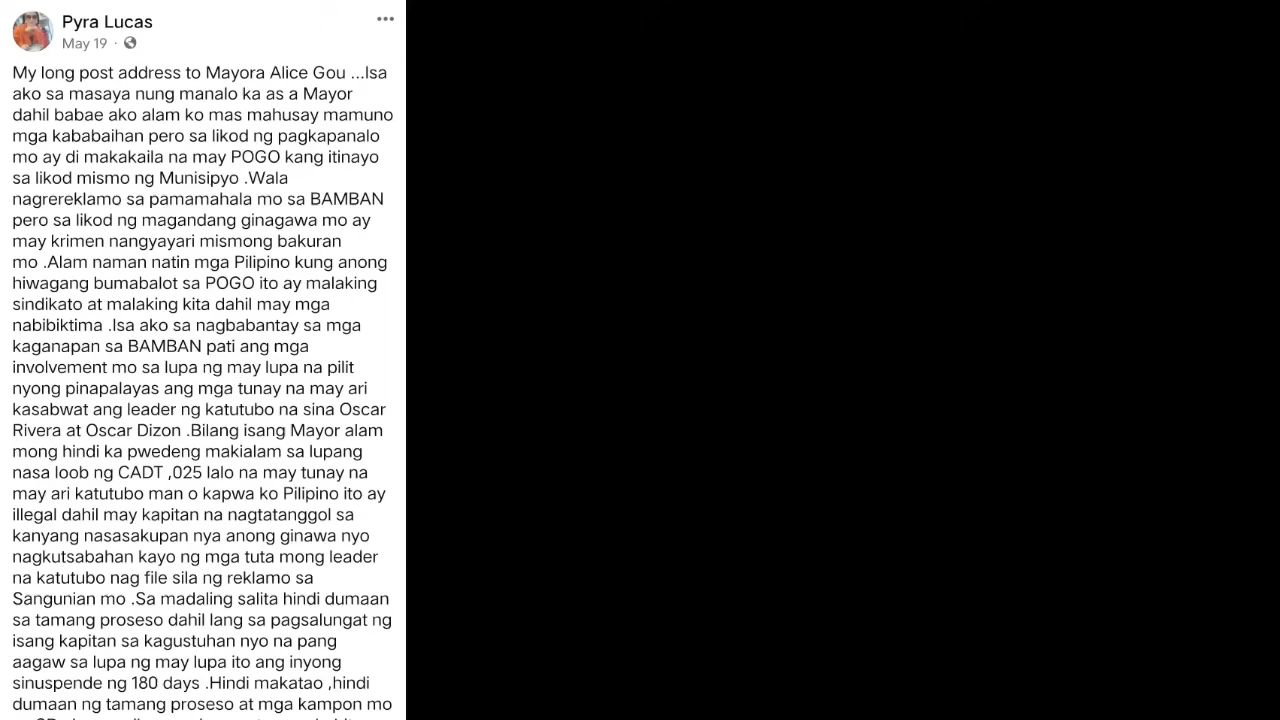 Pyra Lucas
May 19
My long post address to Mayora Alice Gou ...Isa
ako sa masaya nung manalo ka as a Mayor
dahil babae ako alam ko mas mahusay mamuno
mga kababaihan pero sa likod ng pagkapanalo
mo ay di makakaila na may POGO kang itinayo
sa likod mismo ng Munisipyo .Wala
nagrereklamo sa pamamahala mo sa BAMBAN
pero sa likod ng magandang ginagawa mo ay
may krimen nangyayari mismong bakuran
mo .Alam naman natin mga Pilipino kung anong
hiwagang bumabalot sa POGO ito ay malaking
sindikato at malaking kita dahil may mga
nabibiktima .Isa ako sa nagbabantay sa mga
kaganapan sa BAMBAN pati ang mga
involvement mo sa lupa ng may lupa na pilit
nyong pinapalayas ang mga tunay na may ari
kasabwat ang leader ng katutubo na sina Oscar
Rivera at Oscar Dizon .Bilang isang Mayor alam
mong hindi ka pwedeng makialam sa lupang
nasa loob ng CADT ,025 lalo na may tunay na
may ari katutubo man o kapwa ko Pilipino ito ay
illegal dahil may kapitan na nagtatanggol sa
kanyang nasasakupan nya anong ginawa nyo
nagkutsabahan kayo ng mga tuta mong leader
na katutubo nag file sila ng reklamo sa
Sangunian mo .Sa madaling salita hindi dumaan
sa tamang proseso dahil lang sa pagsalungat ng
isang kapitan sa kagustuhan nyo na pang
aagaw sa lupa ng may lupa ito ang inyong
sinuspende ng 180 days .Hindi makatao ,hindi
dumaan ng tamang proseso at mga kampon mo